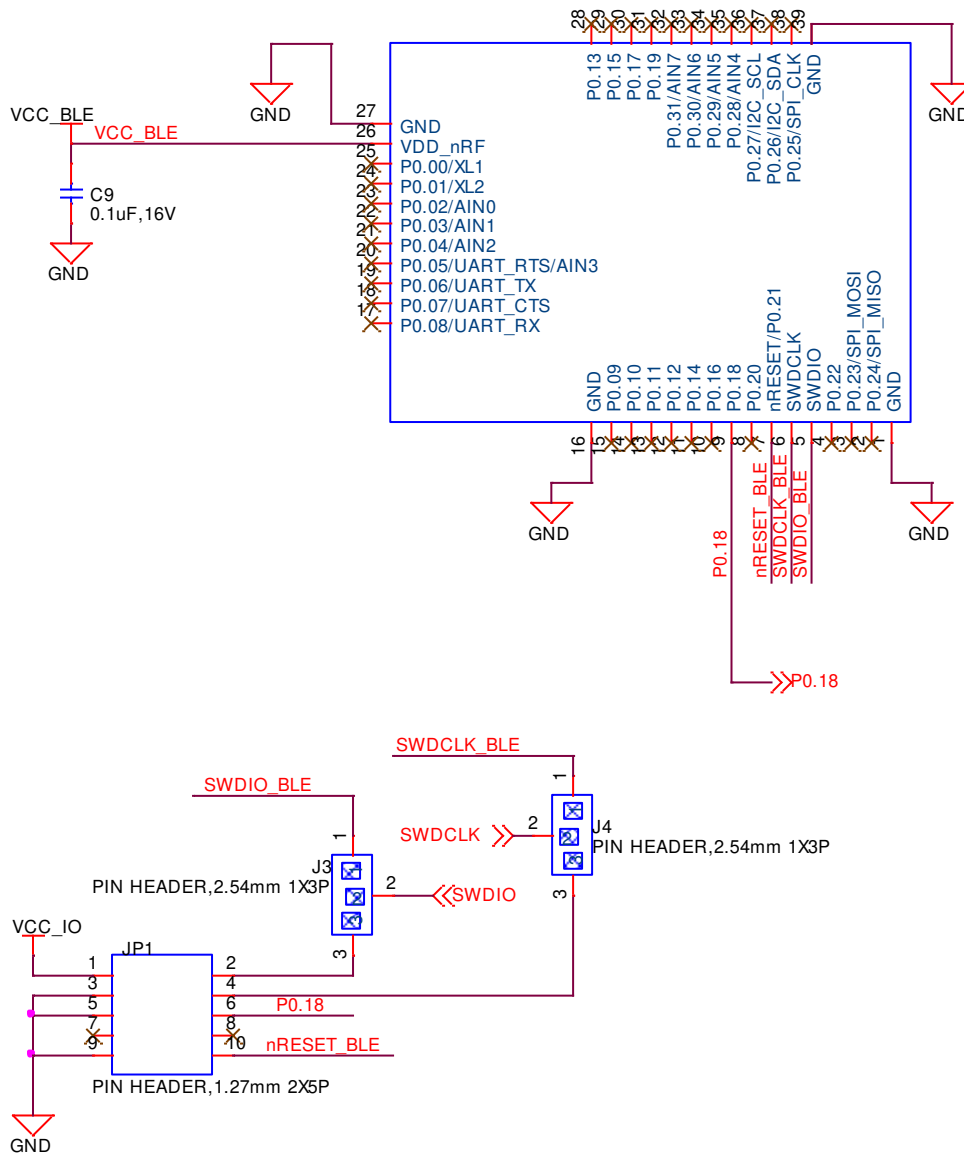 28 29 30 31 32 33 34 35 36 37 38 39
P0.13
P0.15
P0.17
P0.19
P0.31/AIN7
P0.30/AIN6
P0.29/AIN5
P0.28/AIN4
P0.27/I2C_SCL
P0.26/I2C_SDA
P0.25/SPI_CLK
GND
GND
GND
VCC_BLE
VCC_BLE
C9
0.1uF,16V
GND
27 GND
26 VDD_nRF
25 P0.00/XL1
24 P0.01/XL2
23 P0.02/AIN0
22 P0.03/AIN1
21 P0.04/AIN2
20 P0.05/UART_RTS/AIN3
19 P0.06/UART_TX
18 P0.07/UART_CTS
17 P0.08/UART_RX
GND
P0.09
P0.10
P0.11
P0.12
P0.14
P0.16
P0.18
P0.20
nRESET/P0.21
SWDCLK
SWDIO
P0.22
P0.23/SPI_MOSI
P0.24/SPI_MISO
GND
16 15 14 13 12 11 10 9 8 7 6 5 4 3 2 1
GND
GND
P0.18
nRESET_BLE
SWDCLK_BLE
SWDIO_BLE
P0.18
SWDCLK_BLE
1
SWDIO_BLE
1
SWDCLK
2
J4
PIN HEADER,2.54mm 1X3P
1
2
3
3
J3
PIN HEADER,2.54mm 1X3P
1
2
3
2
SWDIO
3
VCC_IO
JP1
1 2
3 4
5 6 P0.18
7 8
9 10 nRESET_BLE
PIN HEADER,1.27mm 2X5P
GND